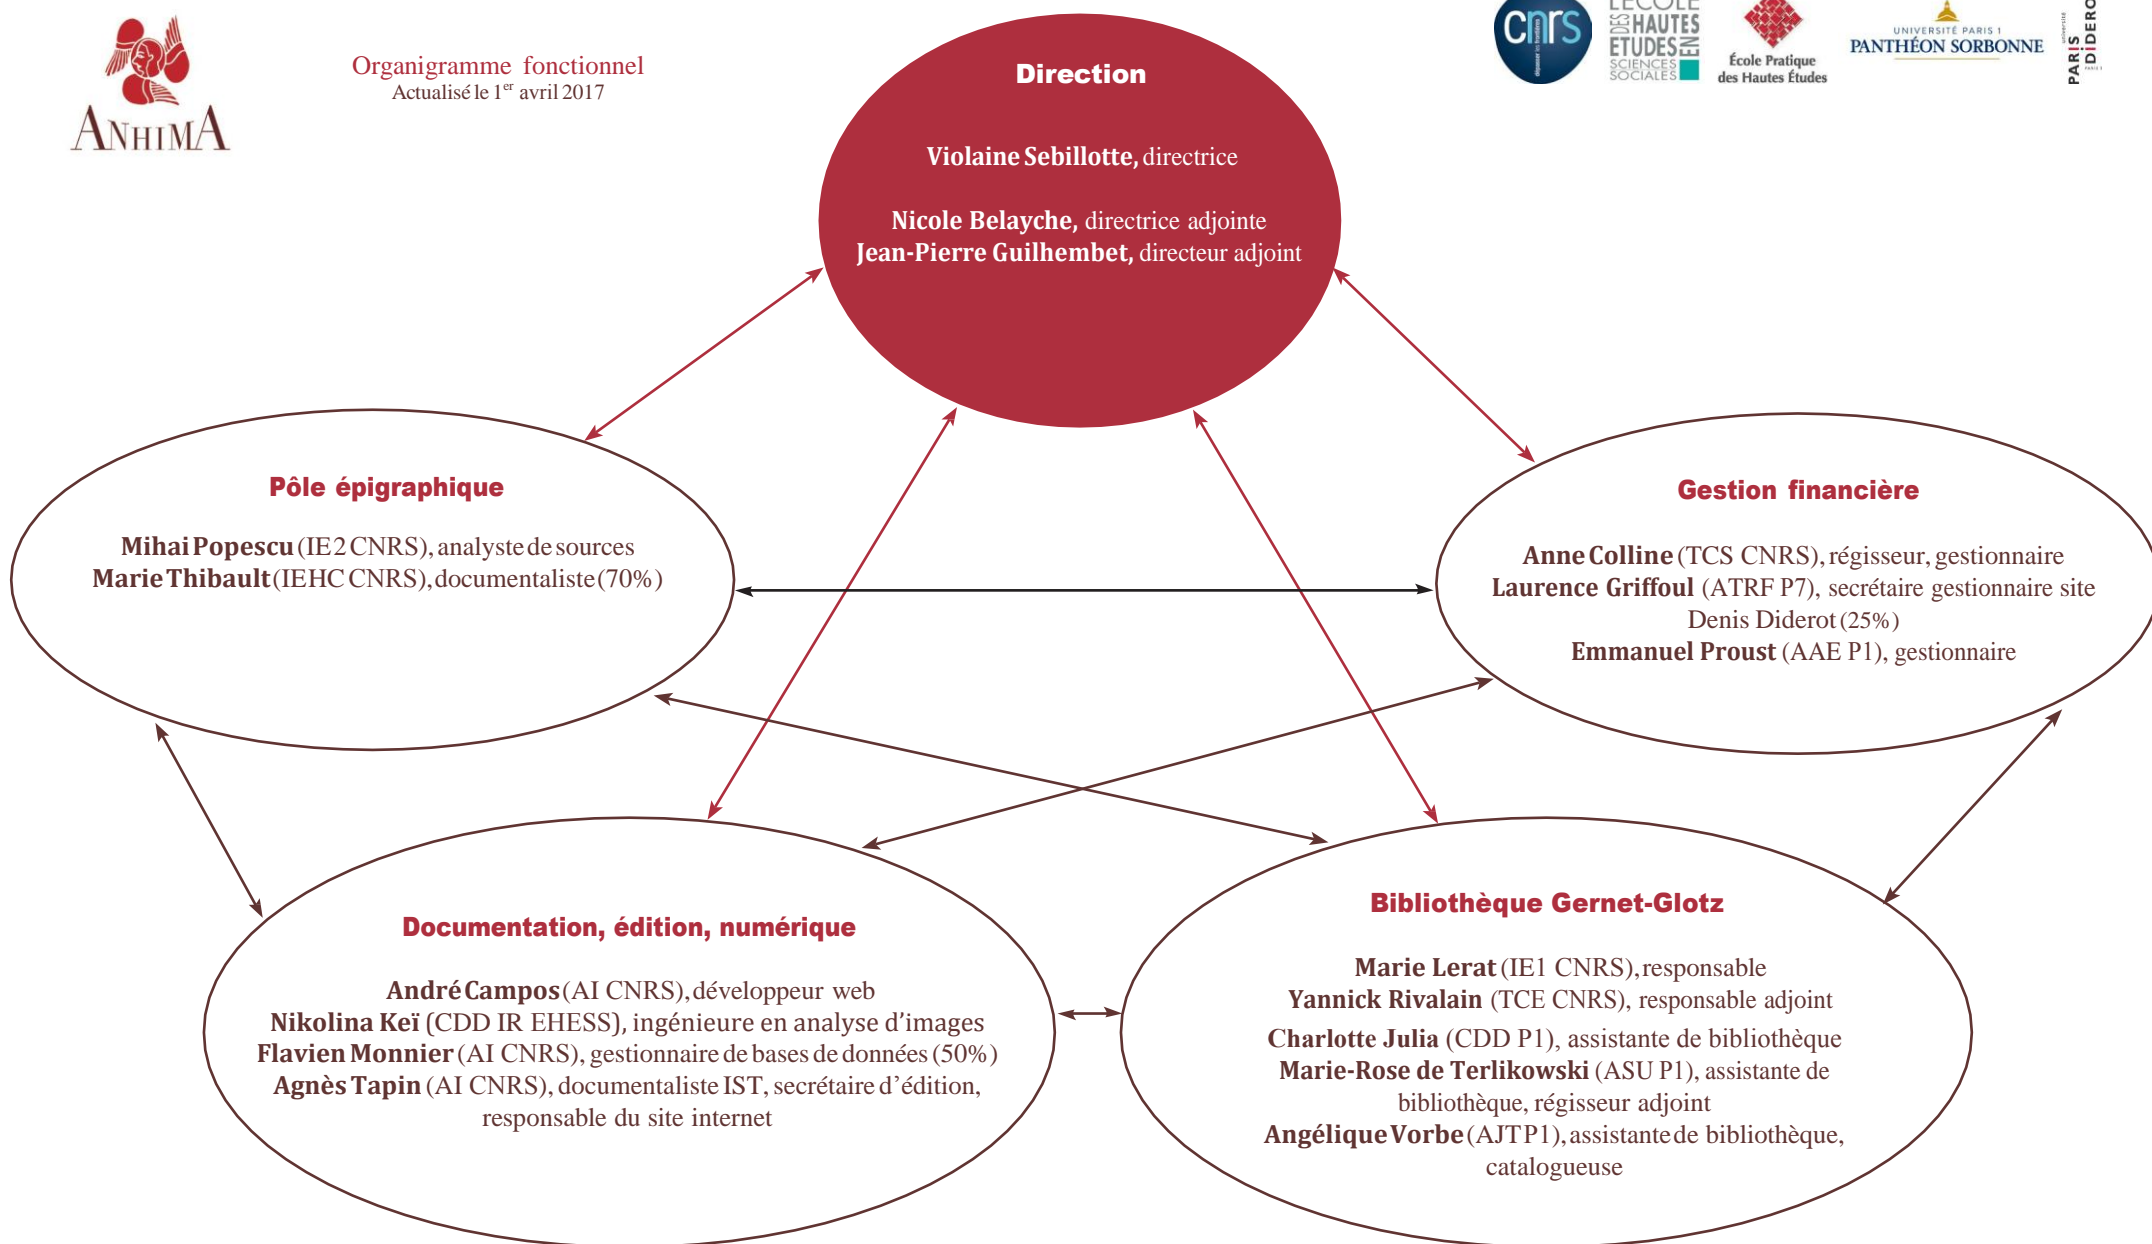 ANHIMA
Organigramme fonctionnel
Actualisé le 1er avril 2017
cnrs
dépasser les frontières
L'ÉCOLE
DES HAUTES
ETUDES EN
SCIENCES
SOCIALES
École Pratique
des Hautes Études
UNIVERSITÉ PARIS 1
PANTHÉON SORBONNE
université
PARIS
DIDERO
PARIS 7
Direction
Violaine Sebillotte, directrice
Nicole Belayche, directrice adjointe
Jean-Pierre Guilhembet, directeur adjoint
Pôle épigraphique
Mihai Popescu (IE2 CNRS), analyste de sources
Marie Thibault (IEHC CNRS), documentaliste (70%)
Gestion financière
Anne Colline (TCS CNRS), régisseur, gestionnaire
Laurence Griffoul (ATRF P7), secrétaire gestionnaire site
Denis Diderot (25%)
Emmanuel Proust (AAE P1), gestionnaire
Documentation, édition, numérique
André Campos (AI CNRS), développeur web
Nikolina Keï (CDD IR EHESS), ingénieure en analyse d'images
Flavien Monnier (AI CNRS), gestionnaire de bases de données (50%)
Agnès Tapin (AI CNRS), documentaliste IST, secrétaire d'édition,
responsable du site internet
Bibliothèque Gernet-Glotz
Marie Lerat (IE1 CNRS), responsable
Yannick Rivalain (TCE CNRS), responsable adjoint
Charlotte Julia (CDD P1), assistante de bibliothèque
Marie-Rose de Terlikowski (ASU P1), assistante de
bibliothèque, régisseur adjoint
Angélique Vorbe (AJT P1), assistante de bibliothèque,
catalogueuse